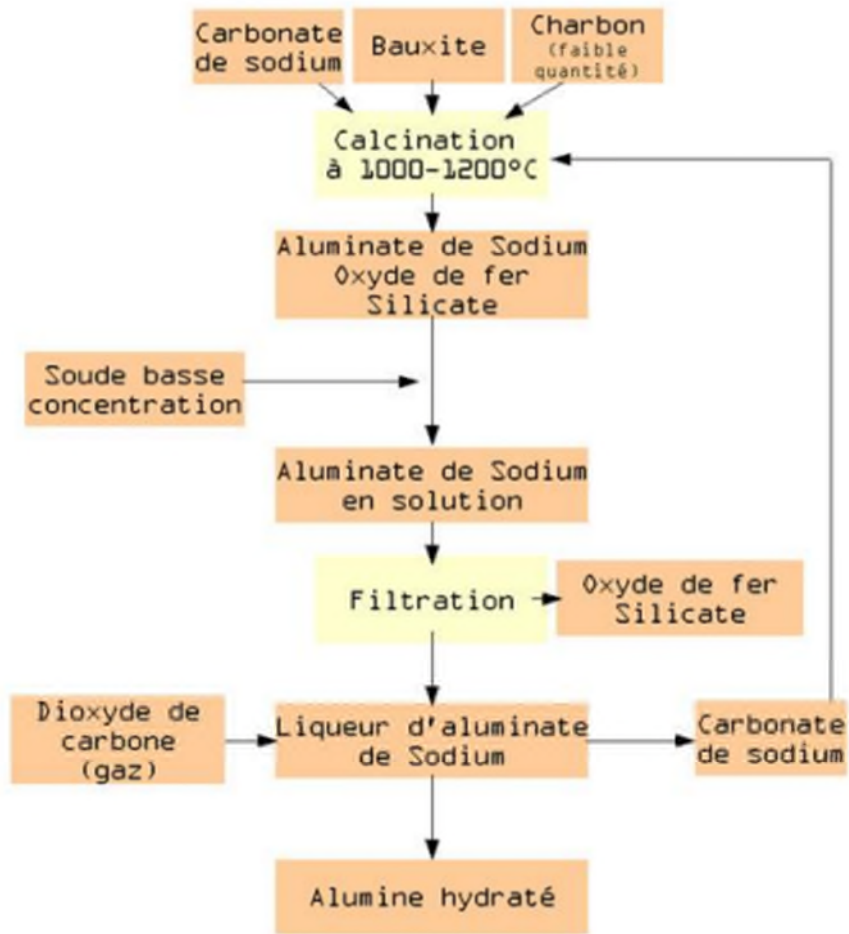 Carbonate
de sodium
Bauxite
Charbon
(faible
quantité)
Calcination
à 1000-1200°C
Aluminate de Sodium
Oxyde de fer
Silicate
Soude basse
concentration
Aluminate de Sodium
en solution
Filtration
Oxyde de fer
Silicate
Dioxyde de
carbone
(gaz)
Liqueur d'aluminate
de Sodium
Carbonate
de sodium
Alumine hydraté